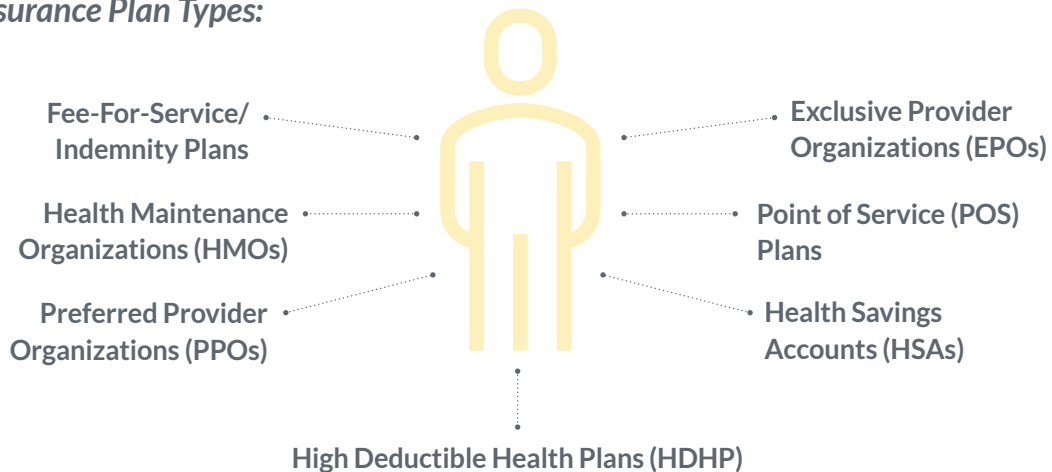 Plan Types:
Fee-For-Service/
Indemnity Plans
Health Maintenance
Organizations (HMOs)
Preferred Provider
Organizations (PPOs)
Exclusive Provider
Organizations (EPOs)
Point of Service (POS)
Plans
Health Savings
Accounts (HSAs)
High Deductible Health Plans (HDHP)